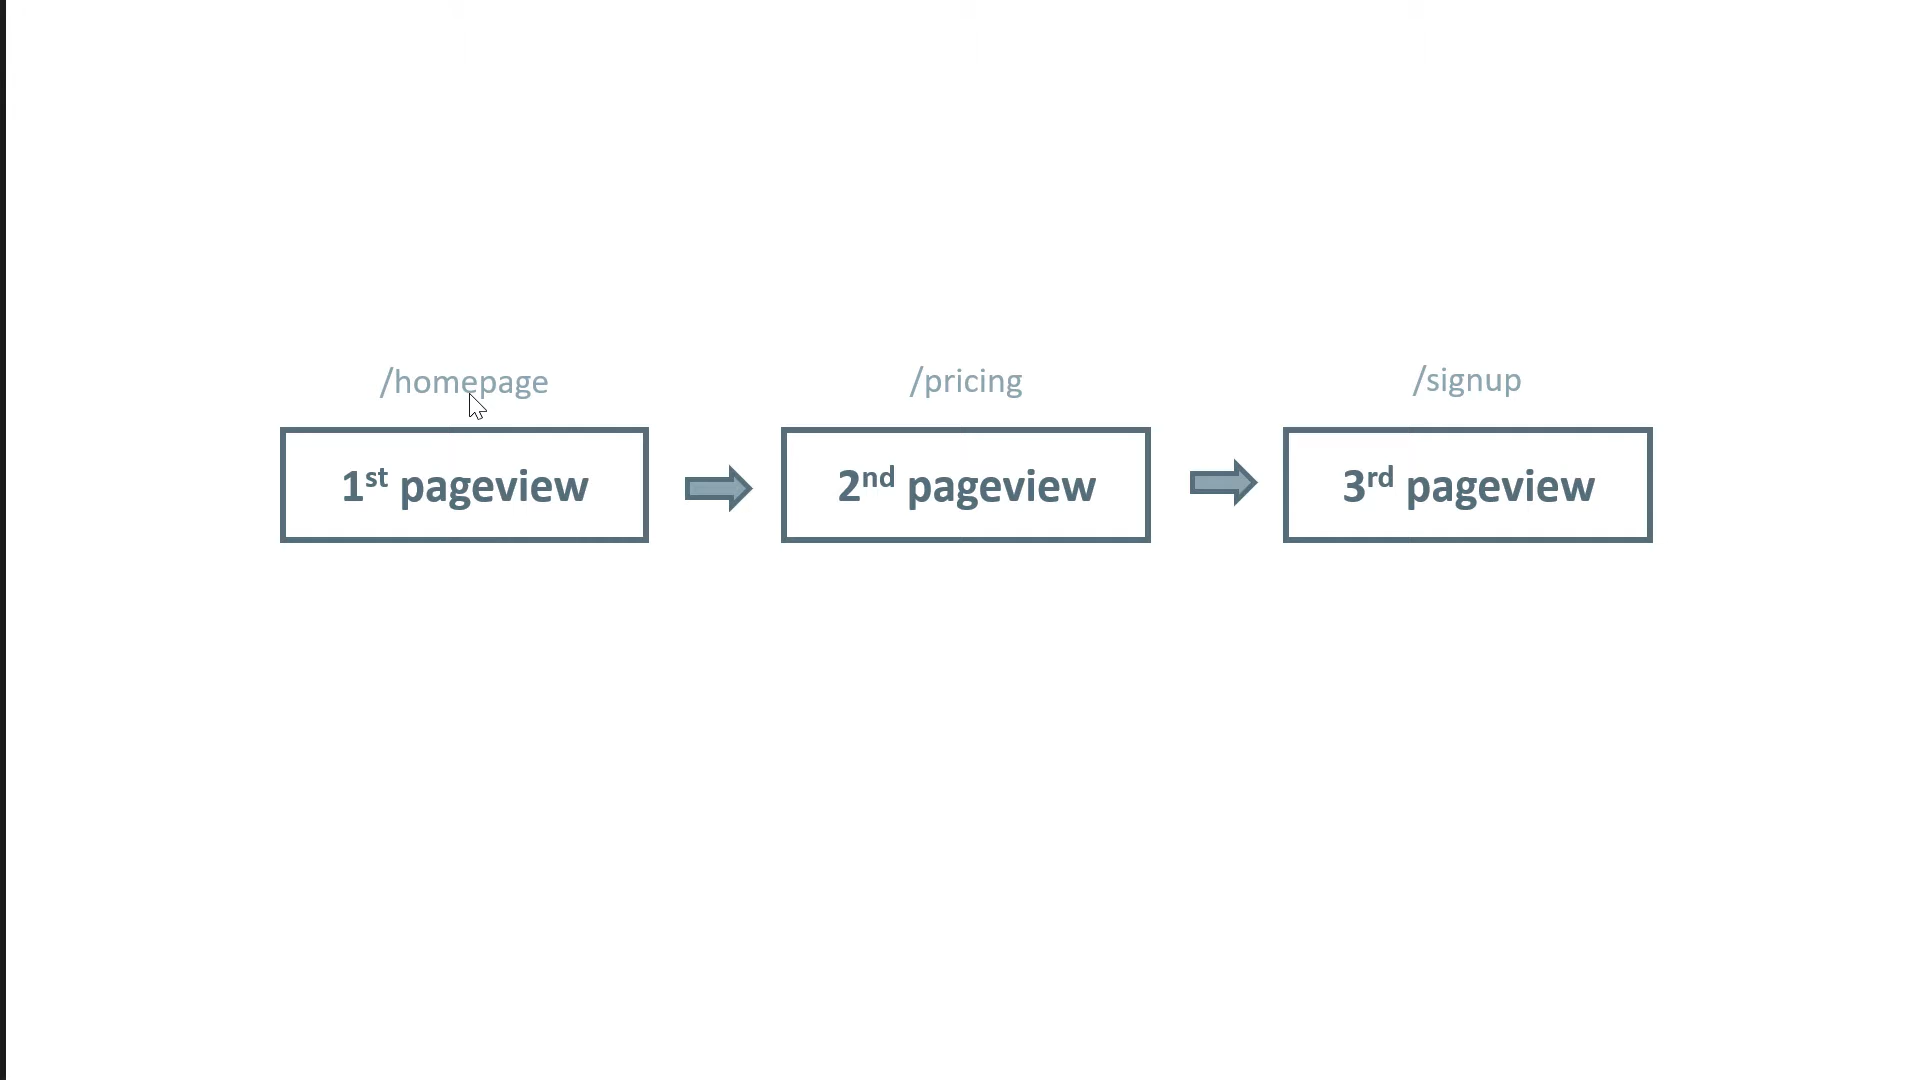 /homepage
/pricing
/signup
1st pageview
2nd pageview
3rd pageview